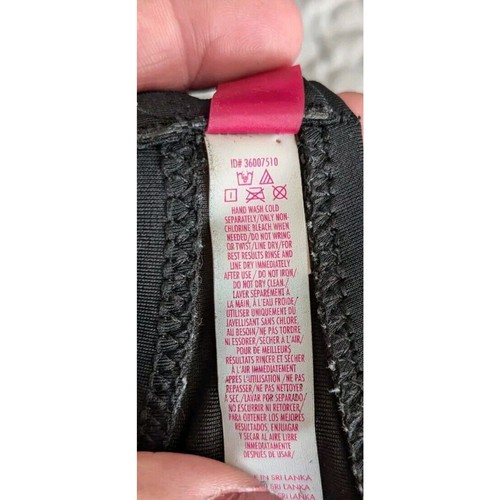 ID# 36007510
HAND WASH COLD
SEPARATELY/ONLY NON-
CHLORINE BLEACH WHEN
NEEDED/DO NOT WRING
OR TWIST/LINE DRY/FOR
BEST RESULTS RINSE AND
LINE DRY IMMEDIATELY
AFTER USE / DO NOT IRON/
DO NOT DRY CLEAN./
LAVER SÉPARÉMENT À
LA MAIN, À L'EAU FROIDE/
UTILISER UNIQUEMENT DU
JAVELLISANT SANS CHLORE,
AU BESOIN/NE PAS TORDRE
NI ESSORER/SÉCHER À L'AIR/
POUR DE MEILLEURS
RÉSULTATS RINCER ET SÉCHER
À L'AIR IMMÉDIATEMENT
APRÈS L'UTILISATION/NE PAS
REPASSER/NE PAS NETTOYER
À SEC/LAVAR POR SEPARADO/
NO ESCURRIR NI RETORCER/
PARA OBTENER LOS MEJORES
RESULTADOS, ENJUAGAR
Y SECAR AL AIRE LIBRE
INMEDIATAMENTE
DESPUÉS DE USAR/
IN SRI LANKA
SRI LANKA
LANKA